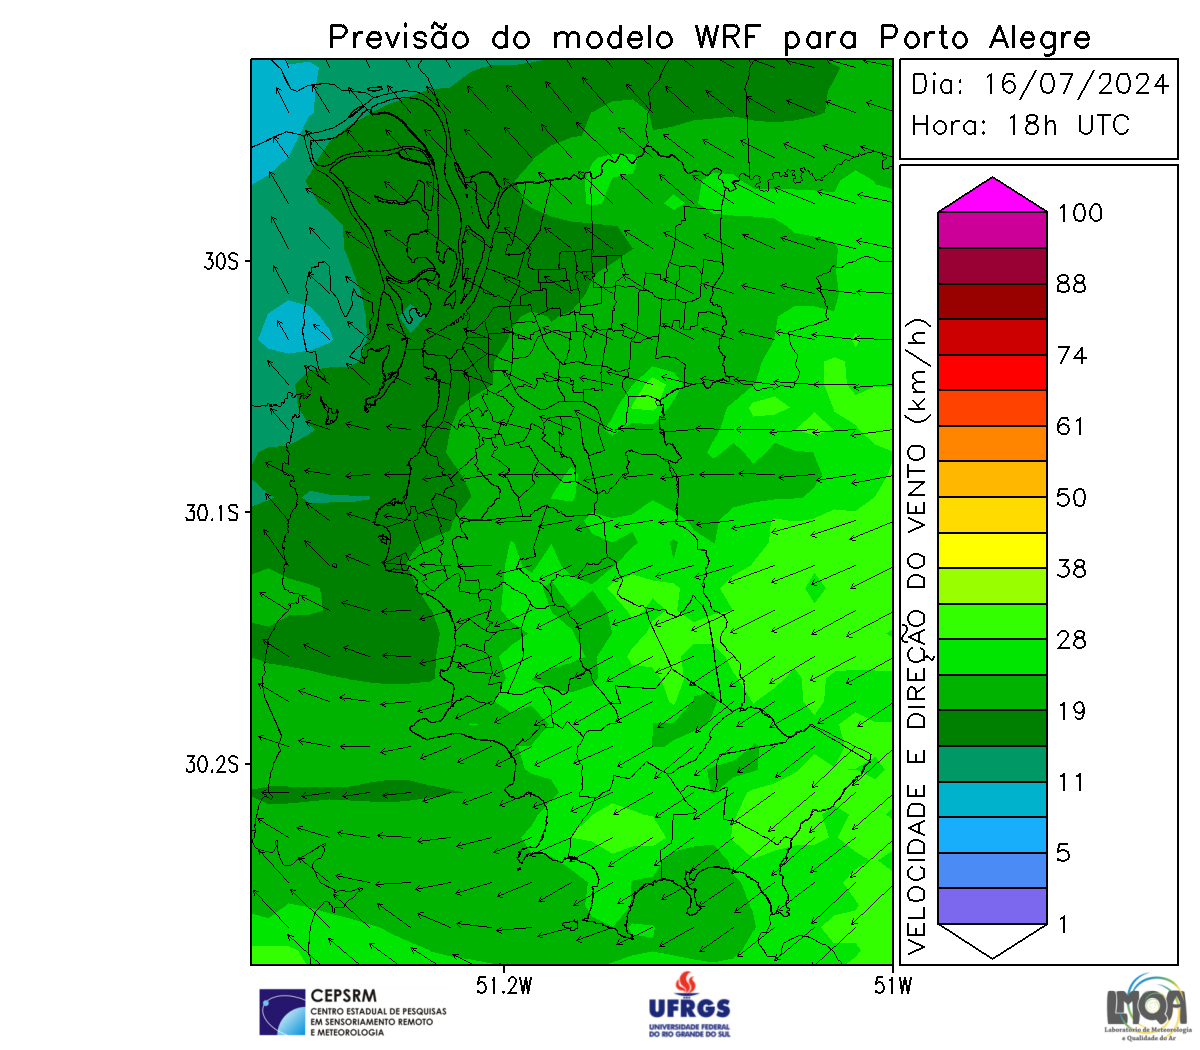 Previsão do modelo WRF para Porto Alegre
Dia: 16/07/2024
Hora: 18h UTC
30S
30.1S
30.2S
51.2W
51W
VELOCIDADE E DIREÇÃO DO VENTO (km/h)
100
88
74
61
50
38
28
19
11
5
1
CEPSRM
CENTRO ESTADUAL DE PESQUISAS
EM SENSORIAMENTO REMOTO
E METEOROLOGIA
UFRGS
UNIVERSIDADE FEDERAL
DO RIO GRANDE DO SUL
LMQA
Laboratório de Meteorologia
e Qualidade do Ar